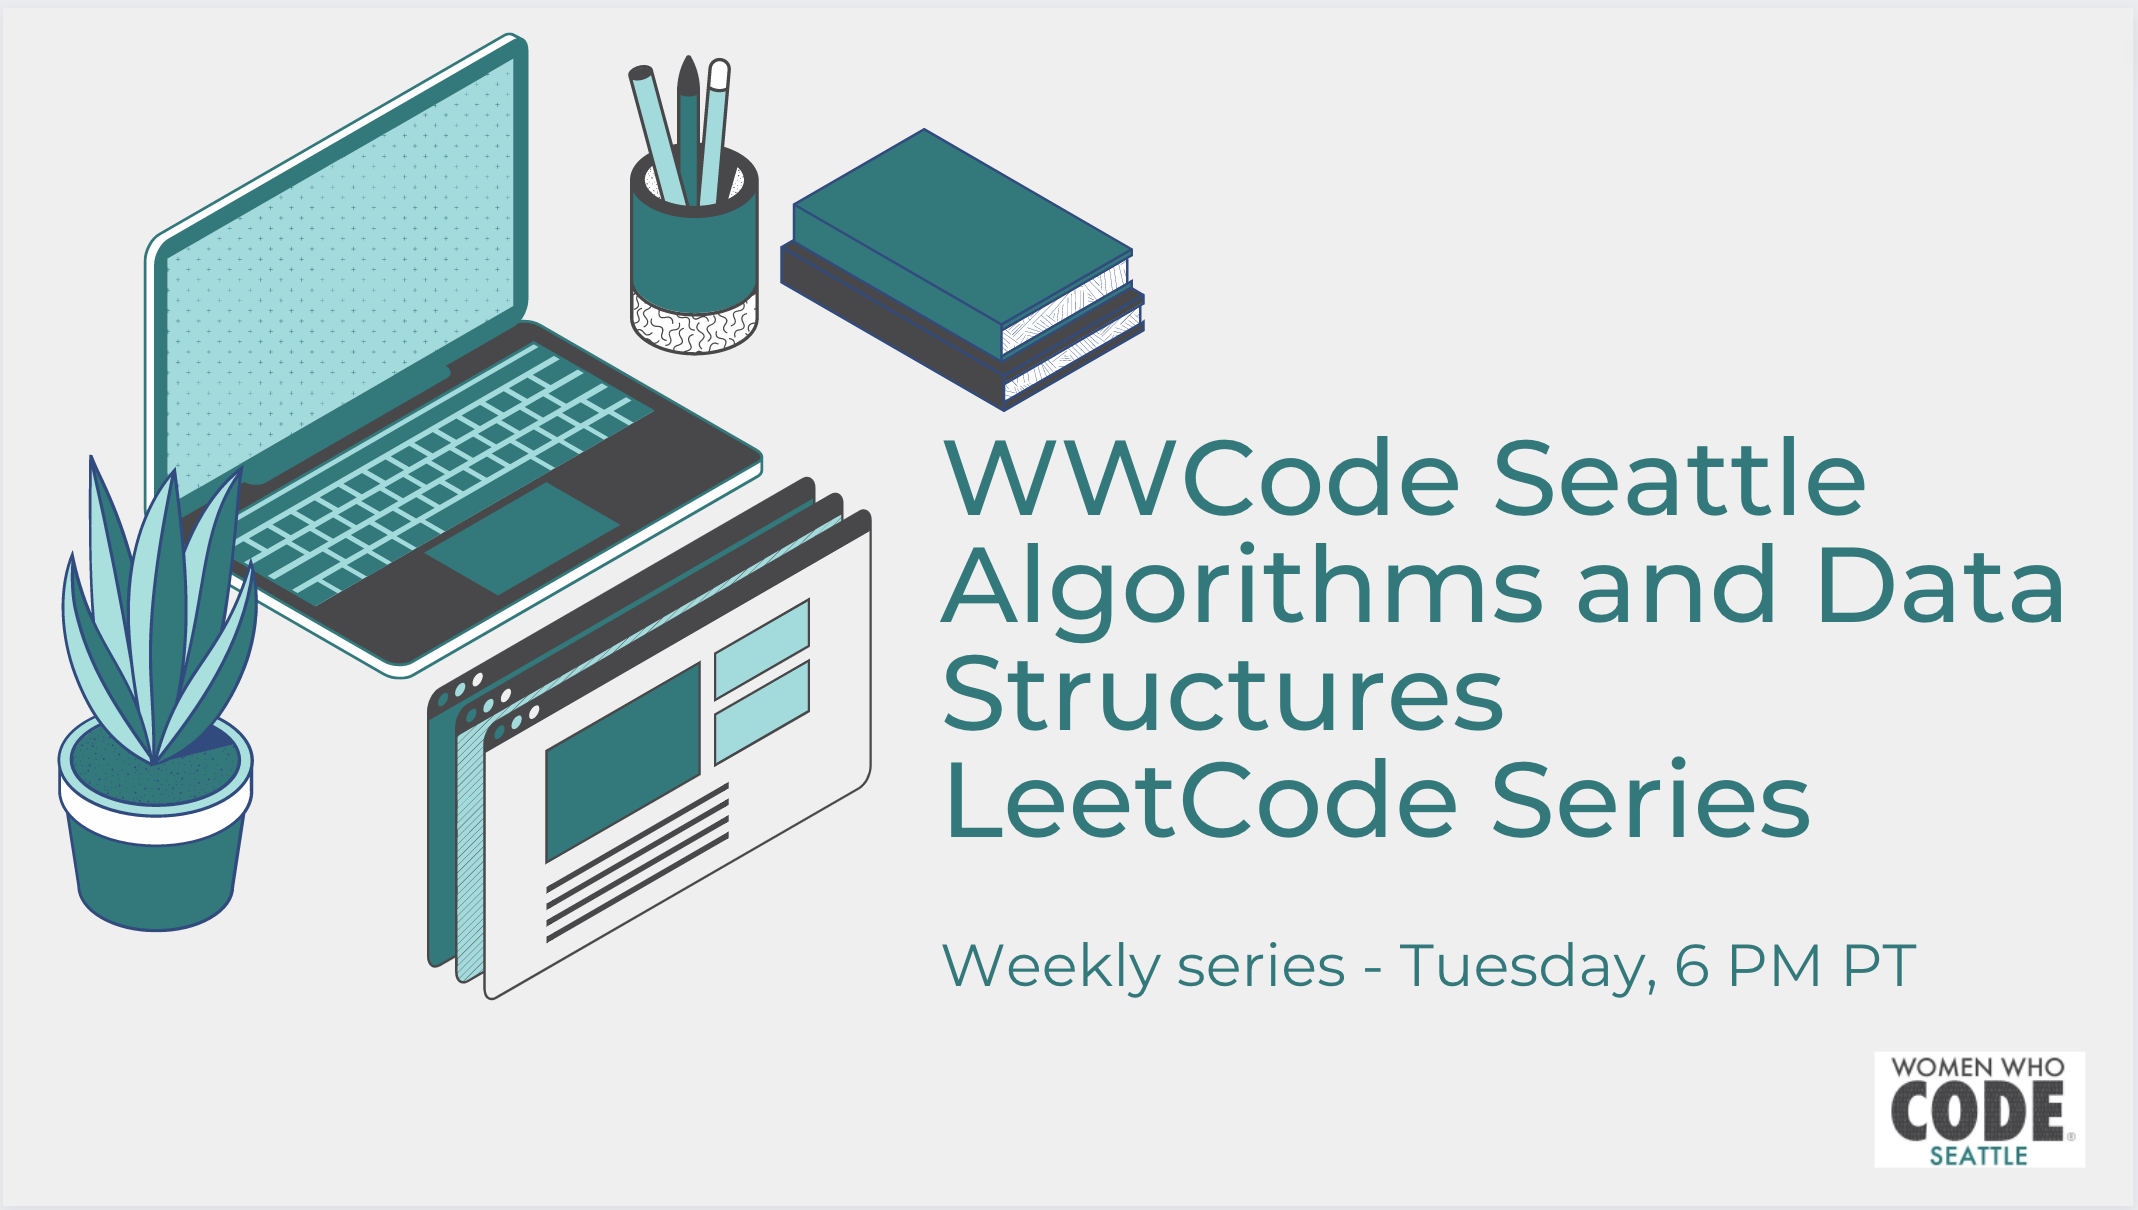 WWCode Seattle
Algorithms and Data
Structures
LeetCode Series
Weekly series - Tuesday, 6 PM PT
WOMEN WHO
CODE®
SEATTLE